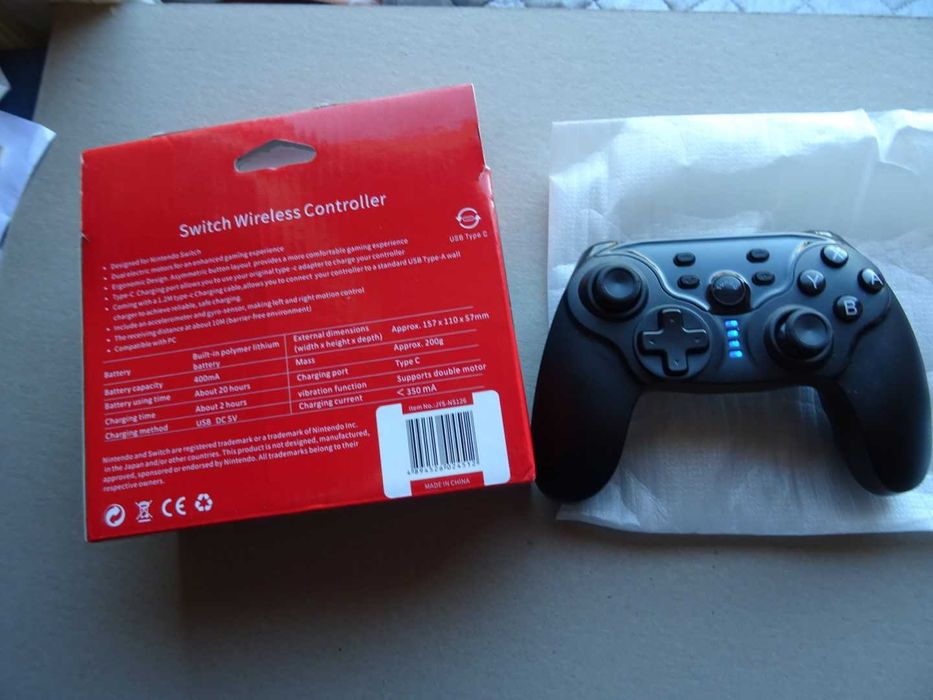 Switch Wireless Controller
USB Type C
• Designed for Nintendo Switch
• Dual electric motors for an enhanced gaming experience
• Ergonomic Design, Asymmetric button layout provides a more comfortable gaming experience
• Type-C Charging port allows you to use your original type -c adapter to charge your controller
• Coming with a 1.2M type-c Charging cable, allows you to connect your controller to a standard USB Type-A wall
charger to achieve reliable, safe charging.
• Include an accelerometer and gyro-sensor, making left and right motion control
• The receiving distance at about 10M (barrier-free environment)
• Compatible with PC
Battery Built-in polymer lithium
battery
Battery capacity 400mA
Battery using time About 20 hours
Charging time About 2 hours
Charging method USB DC 5V
External dimensions
(width x height x depth) Approx. 157 x 110 x 57mm
Mass Approx. 200g
Charging port Type C
vibration function Supports double motor
Charging current < 350 mA
Nintendo and Switch are registered trademark or a trademark of Nintendo Inc.
in the Japan and/or other countries. This product is not designed, manufactured,
approved, sponsored or endorsed by Nintendo. All trademarks belong to their
respective owners.
CE
Item No.:JYS-NS126
4 894526 024512
MADE IN CHINA
X
Y A
B